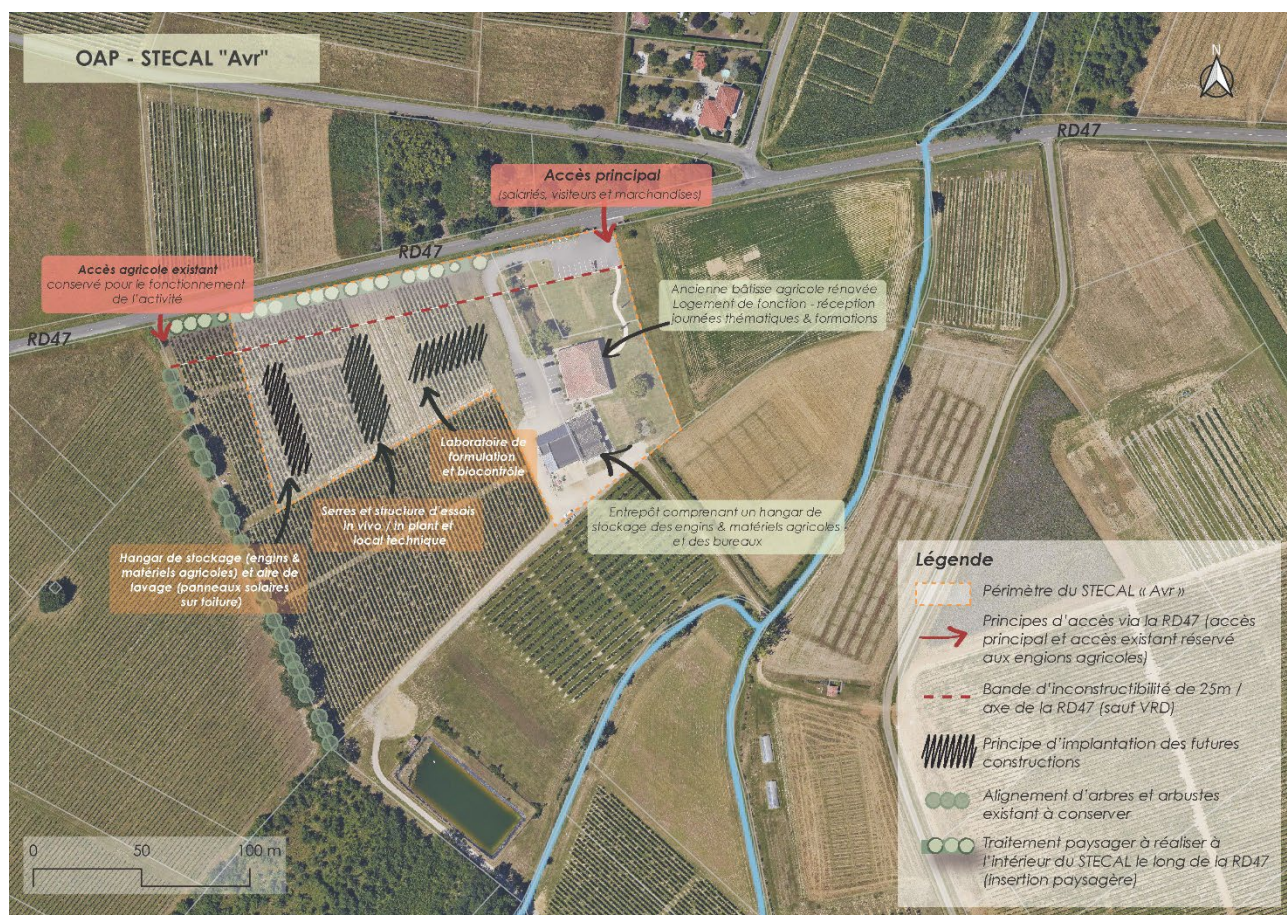 OAP - STECAL "Avr"
N
RD47
Accès principal
(salariés, visiteurs et marchandises)
RD47
Accès agricole existant
conservé pour le fonctionnement
de l'activité
RD47
Ancienne bâtisse agricole rénovée
Logement de fonction - réception
journées thématiques & formations
Laboratoire de
formulation
et biocontrôle
Serres et structure d'essais
in vivo / in plant et
local technique
Entrepôt comprenant un hangar de
stockage des engins & matériels agricoles -
et des bureaux
Hangar de stockage (engins &
matériels agricoles) et aire de
lavage (panneaux solaires
sur toiture)
Légende
Périmètre du STECAL « Avr »
Principes d'accès via la RD47 (accès
principal et accès existant réservé
aux engions agricoles)
Bande d'inconstructibilité de 25m /
axe de la RD47 (sauf VRD)
Principe d'implantation des futures
constructions
Alignement d'arbres et arbustes
existant à conserver
Traitement paysager à réaliser à
l'intérieur du STECAL le long de la RD47
(insertion paysagère)
0 50 100 m